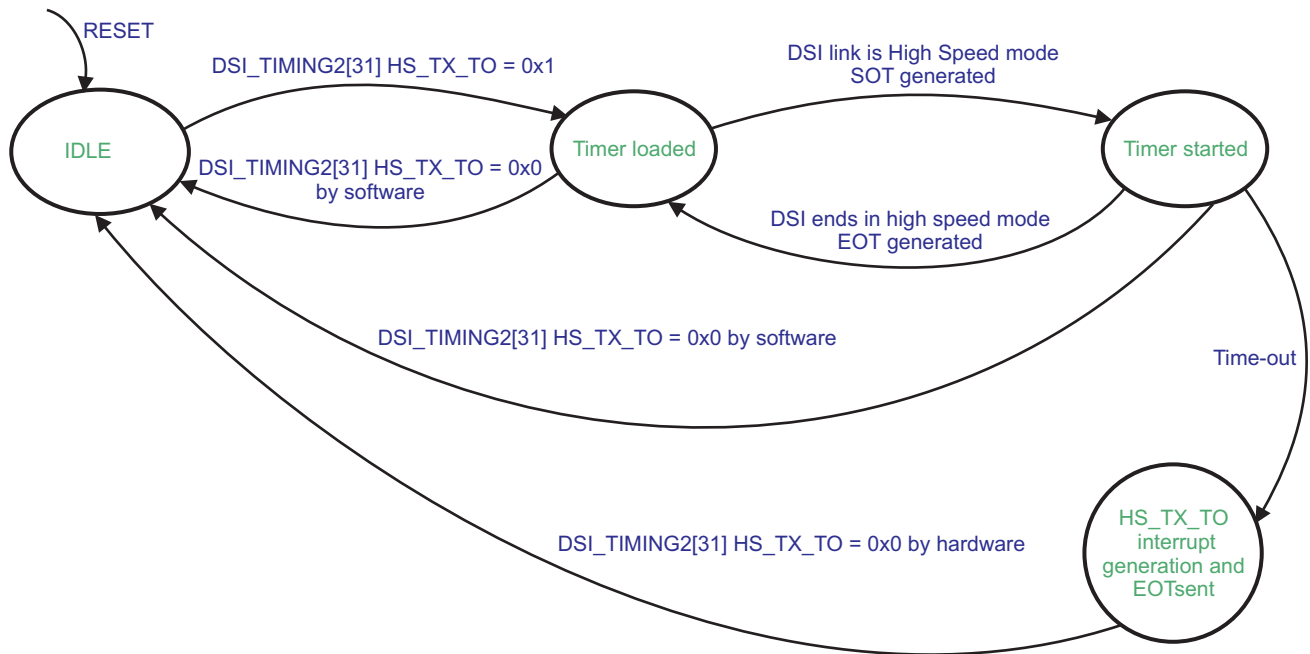 RESET
DSI_TIMING2[31] HS_TX_TO = 0x1
DSI link is High Speed mode
SOT generated
IDLE
Timer loaded
Timer started
DSI_TIMING2[31] HS_TX_TO = 0x0
by software
DSI ends in high speed mode
EOT generated
DSI_TIMING2[31] HS_TX_TO = 0x0 by software
Time-out
HS_TX_TO
interrupt
generation and
EOTsent
DSI_TIMING2[31] HS_TX_TO = 0x0 by hardware